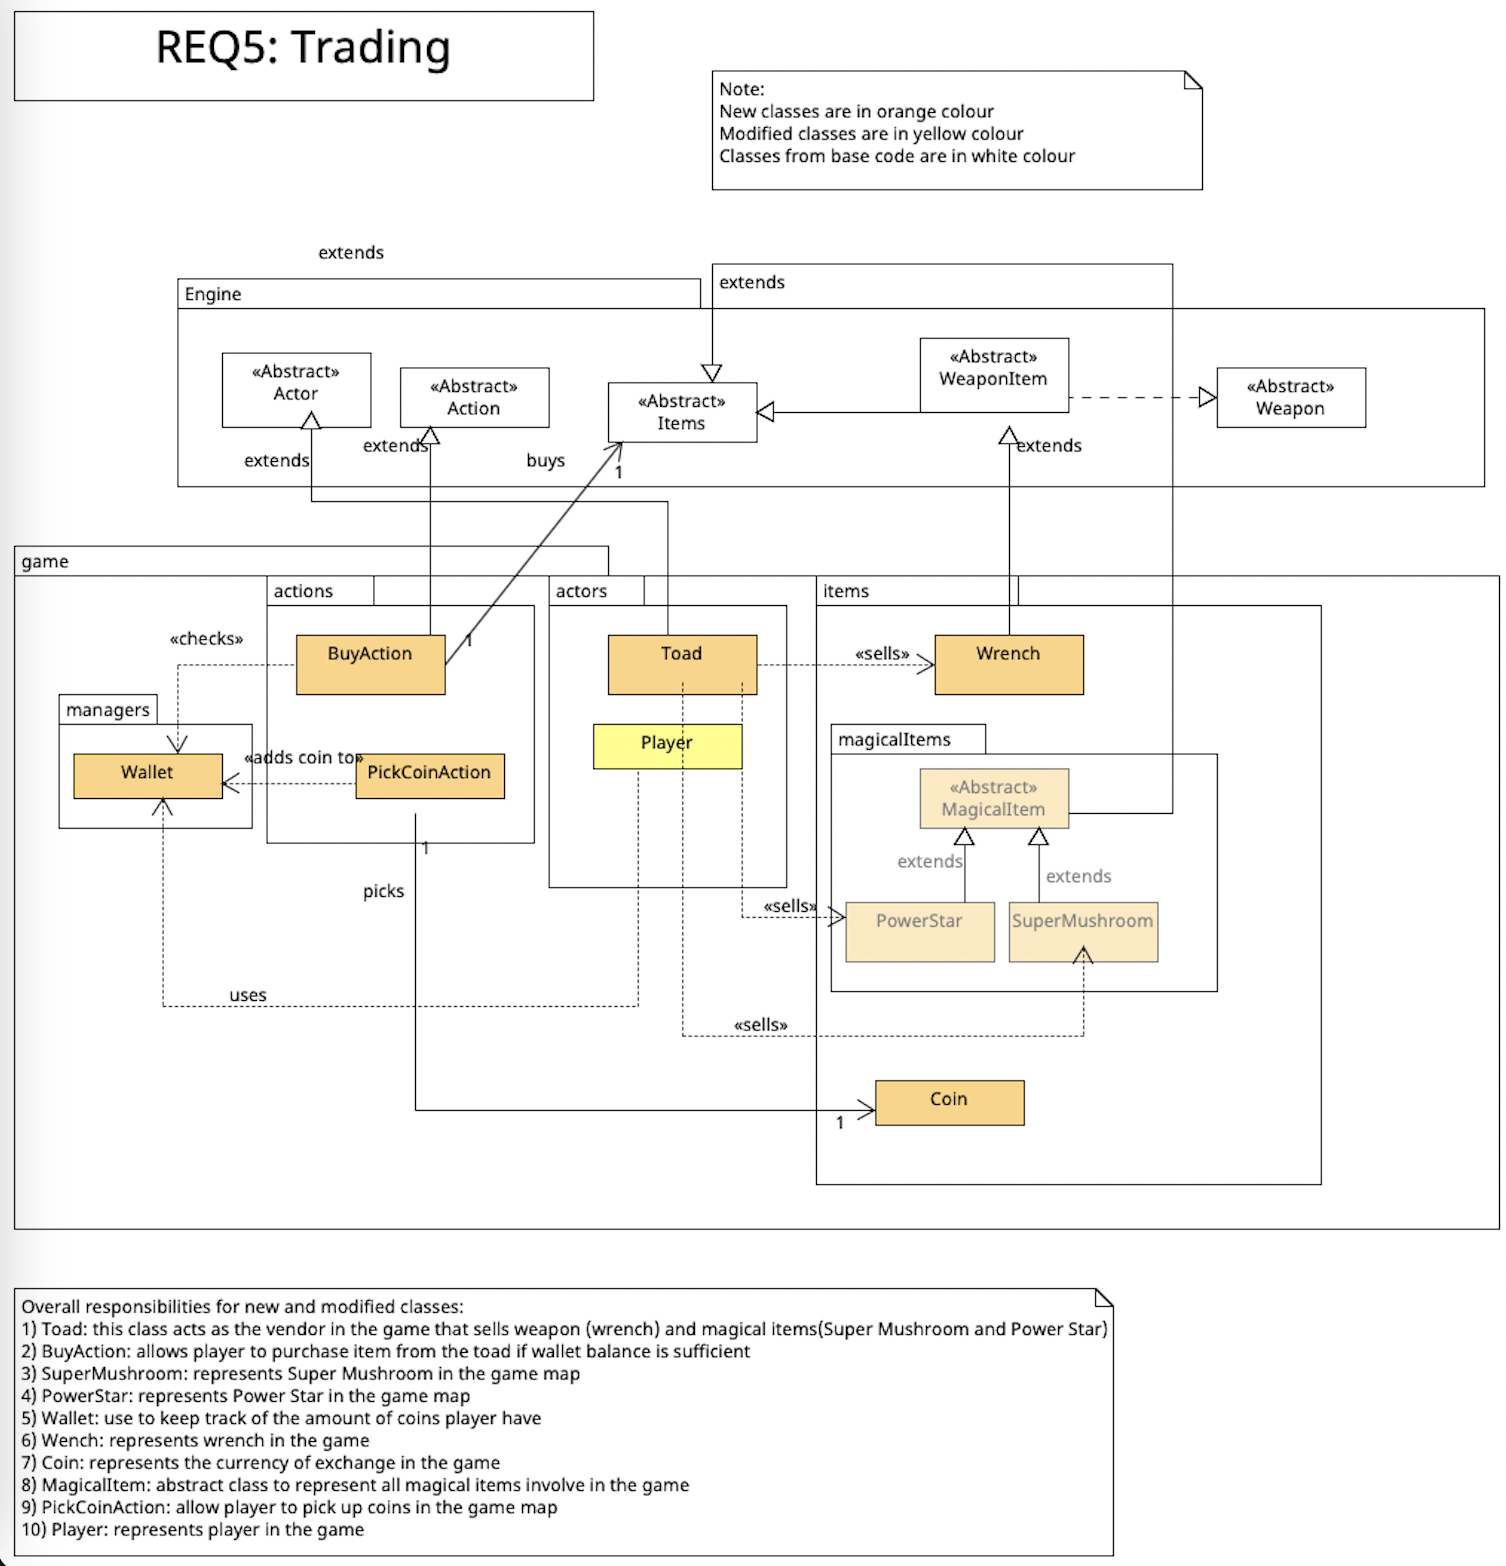 REQ5: Trading
Note:
New classes are in orange colour
Modified classes are in yellow colour
Classes from base code are in white colour
extends
extends
Engine
«Abstract»
Actor
«Abstract»
Action
«Abstract»
Items
«Abstract»
WeaponItem
«Abstract»
Weapon
extends
extends
buys
1
extends
game
actions
actors
items
«checks»
BuyAction
1
Toad
«sells»
Wrench
managers
Wallet
«adds coin to»
PickCoinAction
Player
magicalItems
«Abstract»
MagicalItem
1
picks
extends
extends
«sells»
PowerStar
SuperMushroom
uses
«sells»
Coin
1
Overall responsibilities for new and modified classes:
1) Toad: this class acts as the vendor in the game that sells weapon (wrench) and magical items(Super Mushroom and Power Star)
2) BuyAction: allows player to purchase item from the toad if wallet balance is sufficient
3) SuperMushroom: represents Super Mushroom in the game map
4) PowerStar: represents Power Star in the game map
5) Wallet: use to keep track of the amount of coins player have
6) Wench: represents wrench in the game
7) Coin: represents the currency of exchange in the game
8) MagicalItem: abstract class to represent all magical items involve in the game
9) PickCoinAction: allow player to pick up coins in the game map
10) Player: represents player in the game